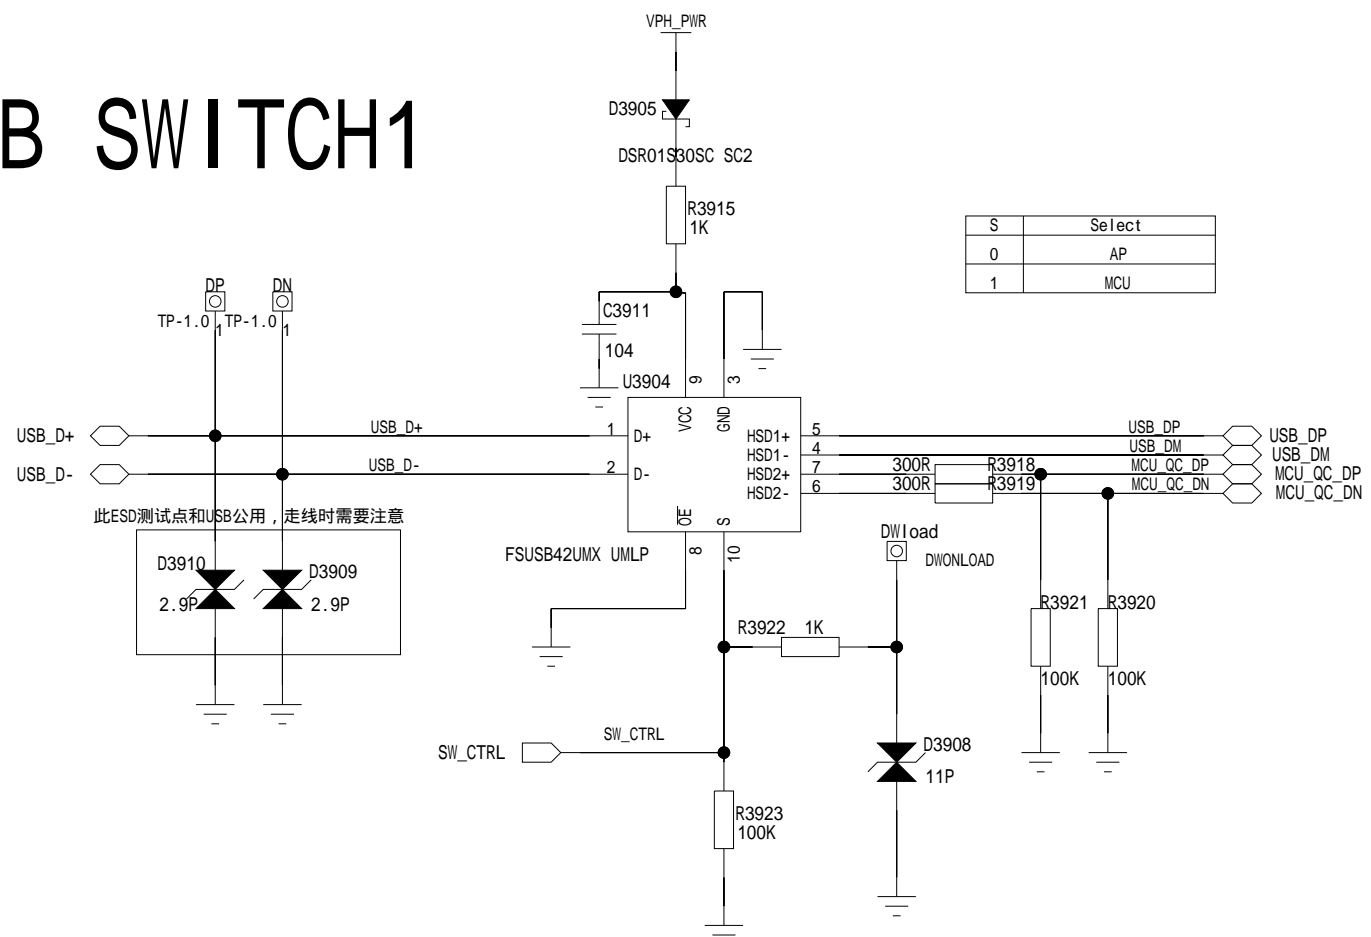 VPH_PWR
B SWITCH1
D3905
DSR01S30SC SC2
R3915
1K
S Select
0 AP
1 MCU
DP DN
TP-1.0 1 TP-1.0 1
C3911
104
U3904
9 3
VCC GND
USB_D+ USB_D+ 1 D+
HSD1+ 5 USB_DP USB_DP
HSD1- 4 USB_DM USB_DM
USB_D- USB_D- 2 D-
HSD2+ 7 300R R3918 MCU_QC_DP MCU_QC_DP
HSD2- 6 300R R3919 MCU_QC_DN MCU_QC_DN
此ESD测试点和USB公用，走线时需要注意
OE S
8 10
FSUSB42UMX UMLP
DWload
DWONLOAD
D3910 D3909
2.9P 2.9P
R3921 R3920
100K 100K
R3922 1K
SW_CTRL SW_CTRL
D3908
11P
R3923
100K